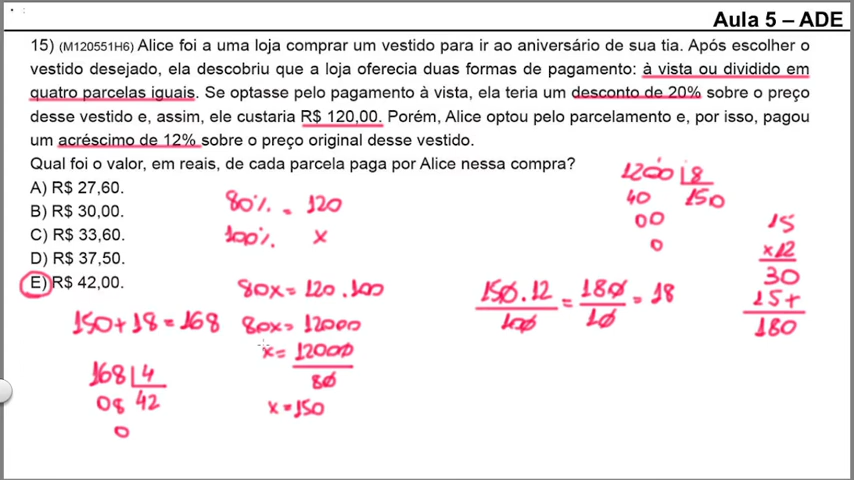 Aula 5 – ADE
15) (M120551H6) Alice foi a uma loja comprar um vestido para ir ao aniversário de sua tia. Após escolher o
vestido desejado, ela descobriu que a loja oferecia duas formas de pagamento: à vista ou dividido em
quatro parcelas iguais. Se optasse pelo pagamento à vista, ela teria um desconto de 20% sobre o preço
desse vestido e, assim, ele custaria R$ 120,00. Porém, Alice optou pelo parcelamento e, por isso, pagou
um acréscimo de 12% sobre o preço original desse vestido.
Qual foi o valor, em reais, de cada parcela paga por Alice nessa compra?
A) R$ 27,60.
B) R$ 30,00.
C) R$ 33,60.
D) R$ 37,50.
E) R$ 42,00.
150+18=168
168 4
08 42
0
80% = 120
100% x
80x=120.100
80x=12000
x=12000
80
x=150
150.12 = 180 = 18
100 10
1200 8
40 150
00
0
15
x12
30
15+
180